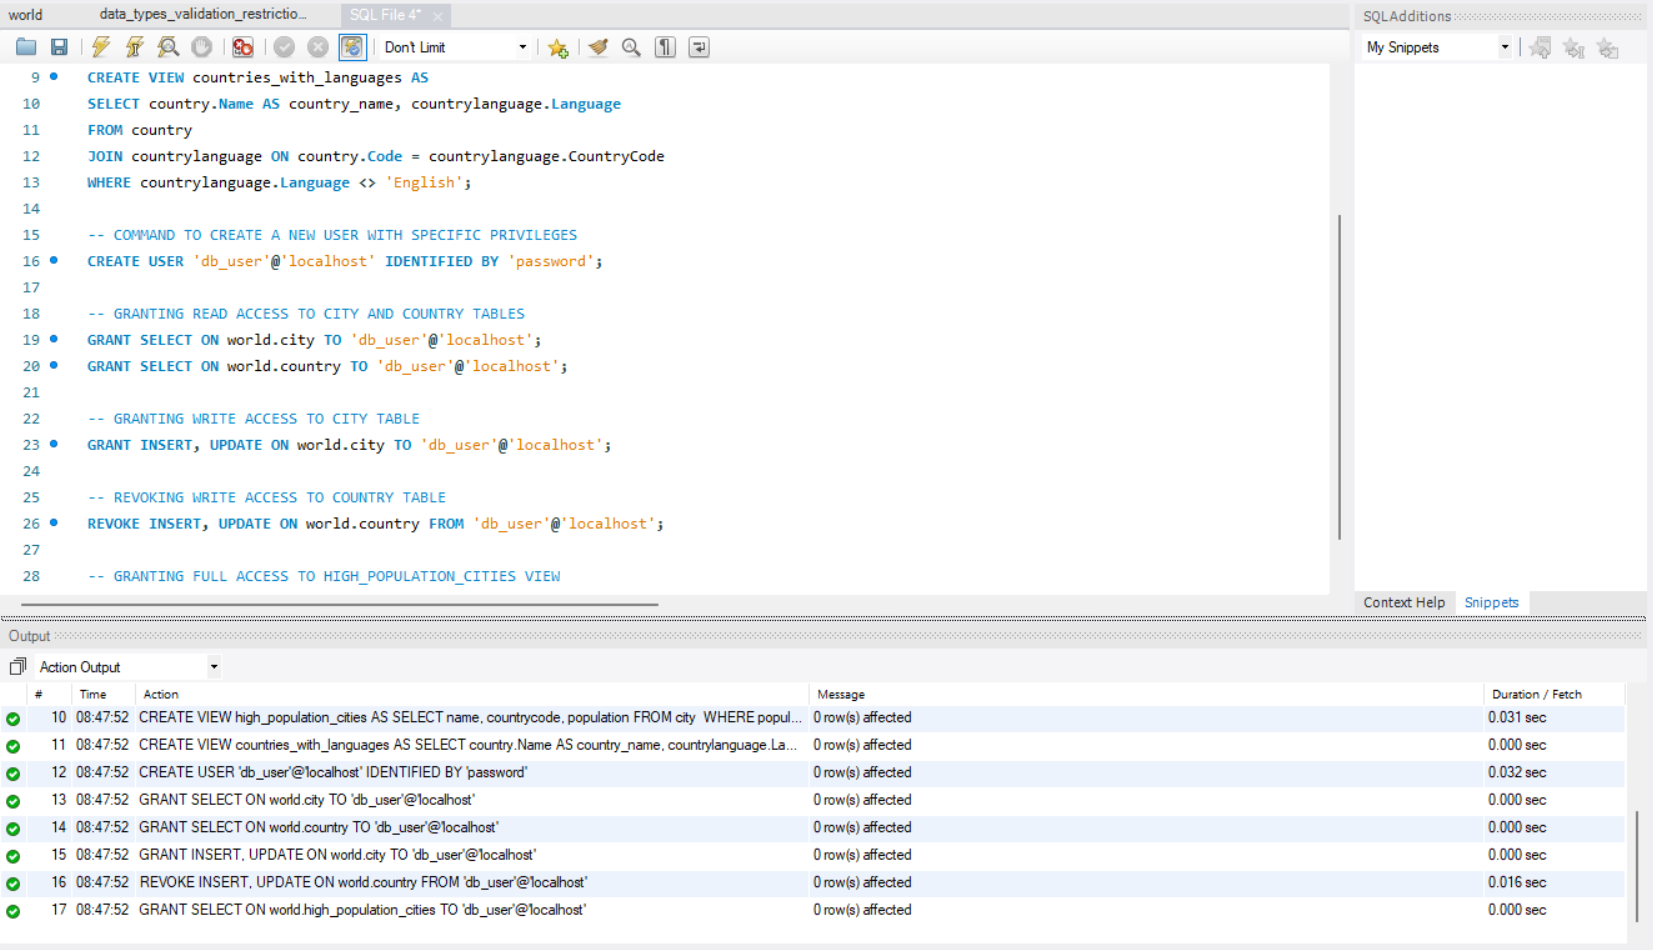 world
data_types_validation_restrictio...
SQL File 4*
SQLAdditions
Don't Limit
My Snippets
9 CREATE VIEW countries_with_languages AS
10 SELECT country.Name AS country_name, countrylanguage.Language
11 FROM country
12 JOIN countrylanguage ON country.Code = countrylanguage.CountryCode
13 WHERE countrylanguage.Language <> 'English';
14
15 -- COMMAND TO CREATE A NEW USER WITH SPECIFIC PRIVILEGES
16 CREATE USER 'db_user'@'localhost' IDENTIFIED BY 'password';
17
18 -- GRANTING READ ACCESS TO CITY AND COUNTRY TABLES
19 GRANT SELECT ON world.city TO 'db_user'@'localhost';
20 GRANT SELECT ON world.country TO 'db_user'@'localhost';
21
22 -- GRANTING WRITE ACCESS TO CITY TABLE
23 GRANT INSERT, UPDATE ON world.city TO 'db_user'@'localhost';
24
25 -- REVOKING WRITE ACCESS TO COUNTRY TABLE
26 REVOKE INSERT, UPDATE ON world.country FROM 'db_user'@'localhost';
27
28 -- GRANTING FULL ACCESS TO HIGH_POPULATION_CITIES VIEW
Context Help Snippets
Output
Action Output
# Time Action Message Duration / Fetch
10 08:47:52 CREATE VIEW high_population_cities AS SELECT name, countrycode, population FROM city WHERE popul... 0 row(s) affected 0.031 sec
11 08:47:52 CREATE VIEW countries_with_languages AS SELECT country.Name AS country_name, countrylanguage.La... 0 row(s) affected 0.000 sec
12 08:47:52 CREATE USER 'db_user'@'localhost' IDENTIFIED BY 'password' 0 row(s) affected 0.032 sec
13 08:47:52 GRANT SELECT ON world.city TO 'db_user'@'localhost' 0 row(s) affected 0.000 sec
14 08:47:52 GRANT SELECT ON world.country TO 'db_user'@'localhost' 0 row(s) affected 0.000 sec
15 08:47:52 GRANT INSERT, UPDATE ON world.city TO 'db_user'@'localhost' 0 row(s) affected 0.000 sec
16 08:47:52 REVOKE INSERT, UPDATE ON world.country FROM 'db_user'@'localhost' 0 row(s) affected 0.016 sec
17 08:47:52 GRANT SELECT ON world.high_population_cities TO 'db_user'@'localhost' 0 row(s) affected 0.000 sec